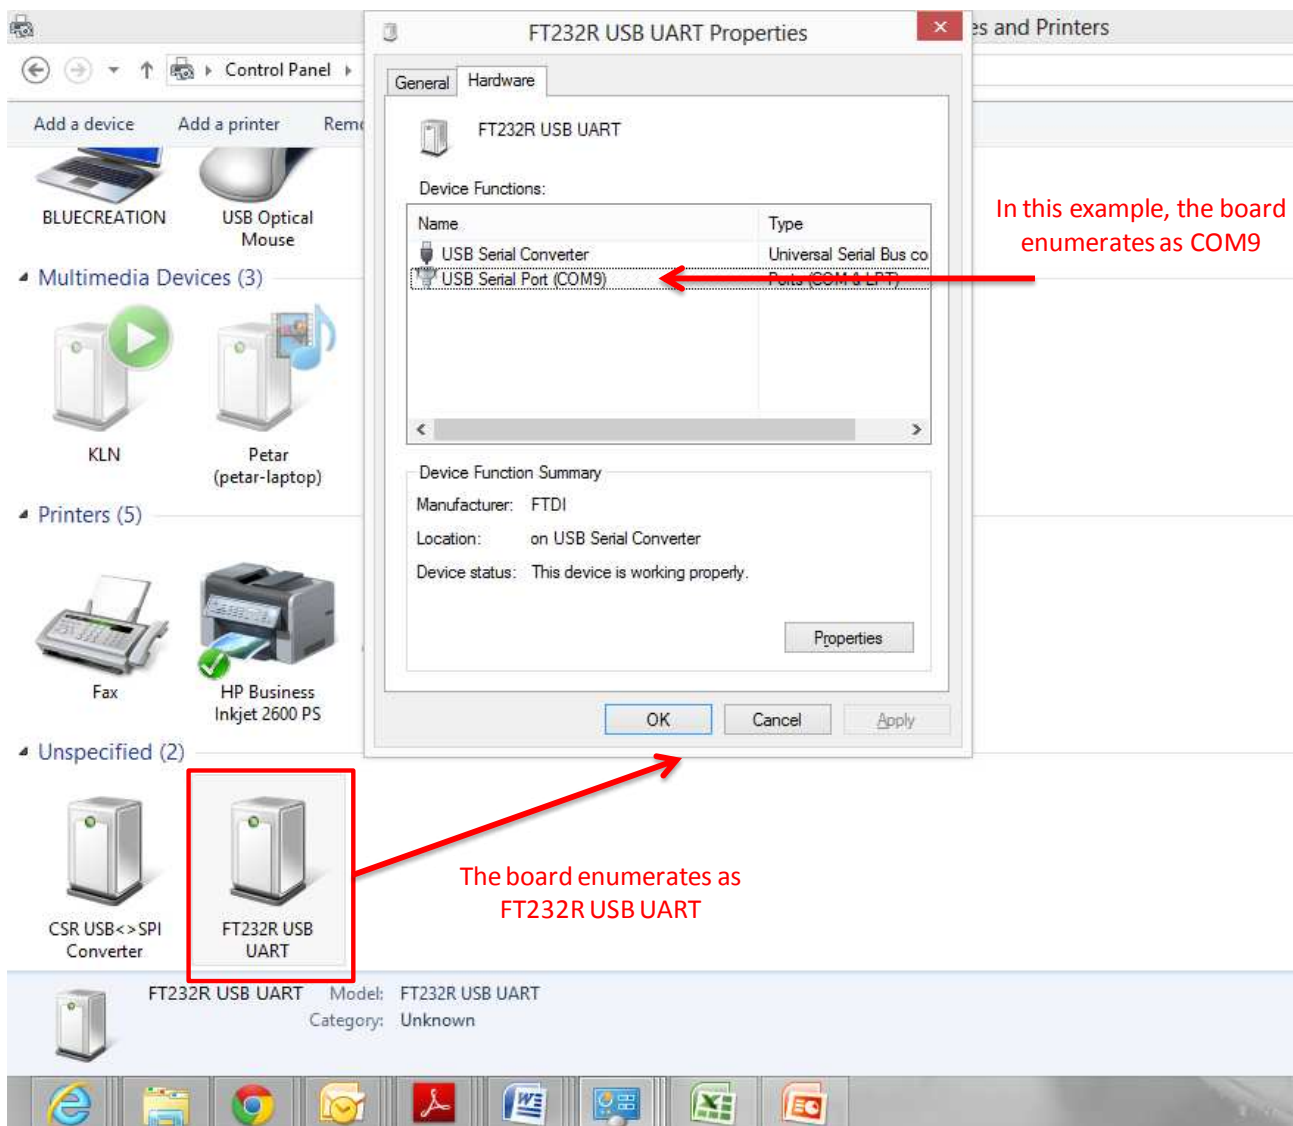 FT232R USB UART Properties
es and Printers
Control Panel
General
Hardware
Add a device
Add a printer
Remo
FT232R USB UART
Device Functions:
Name
Type
USB Serial Converter
Universal Serial Bus co
USB Serial Port (COM9)
Ports (COM & LPT)
In this example, the board
enumerates as COM9
BLUECREATION
USB Optical
Mouse
Multimedia Devices (3)
KLN
Petar
(petar-laptop)
Device Function Summary
Manufacturer: FTDI
Location: on USB Serial Converter
Device status: This device is working properly.
Properties
OK
Cancel
Apply
Printers (5)
Fax
HP Business
Inkjet 2600 PS
Unspecified (2)
CSR USB<>SPI
Converter
FT232R USB
UART
The board enumerates as
FT232R USB UART
FT232R USB UART Model: FT232R USB UART
Category: Unknown